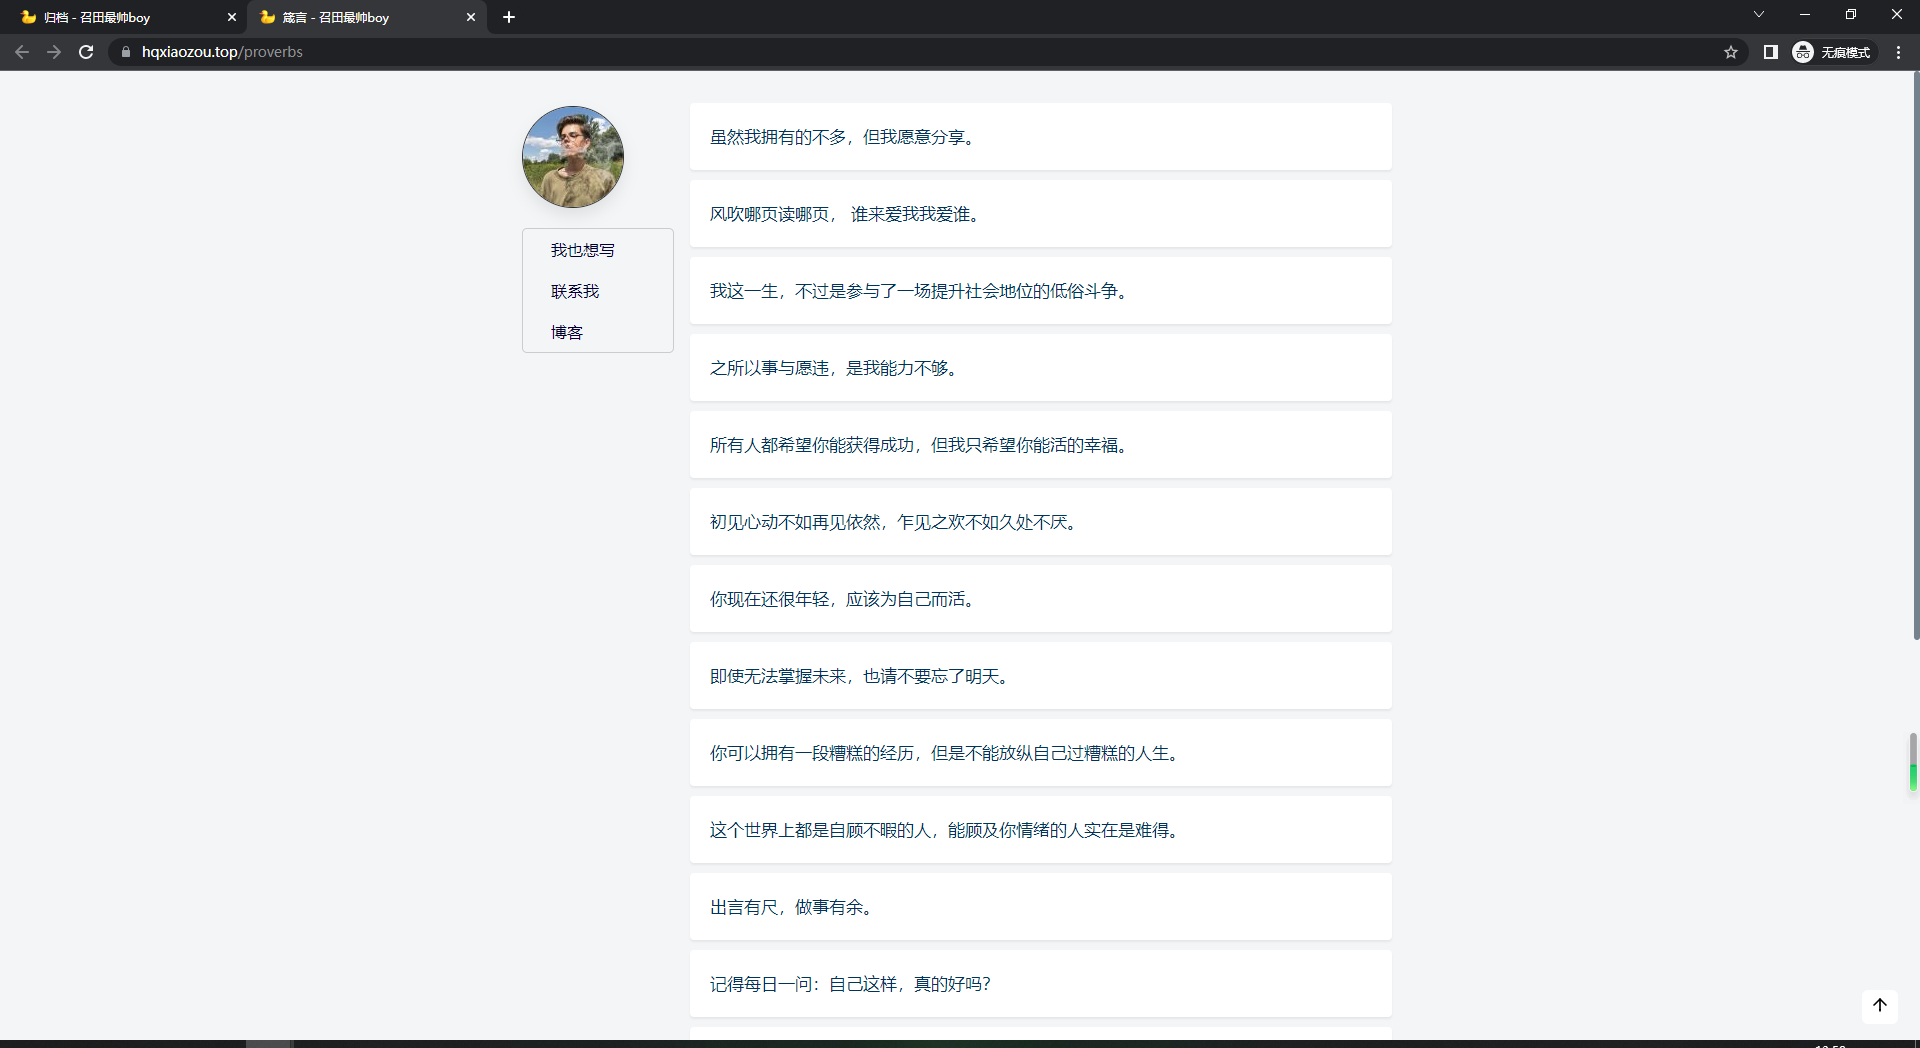 归档 - 召田最帅boy
箴言 - 召田最帅boy
hqxiaozou.top/proverbs
无痕模式
我也想写
联系我
博客
虽然我拥有的不多，但我愿意分享。
风吹哪页读哪页， 谁来爱我我爱谁。
我这一生，不过是参与了一场提升社会地位的低俗斗争。
之所以事与愿违，是我能力不够。
所有人都希望你能获得成功，但我只希望你能活的幸福。
初见心动不如再见依然，乍见之欢不如久处不厌。
你现在还很年轻，应该为自己而活。
即使无法掌握未来，也请不要忘了明天。
你可以拥有一段糟糕的经历，但是不能放纵自己过糟糕的人生。
这个世界上都是自顾不暇的人，能顾及你情绪的人实在是难得。
出言有尺，做事有余。
记得每日一问：自己这样，真的好吗？